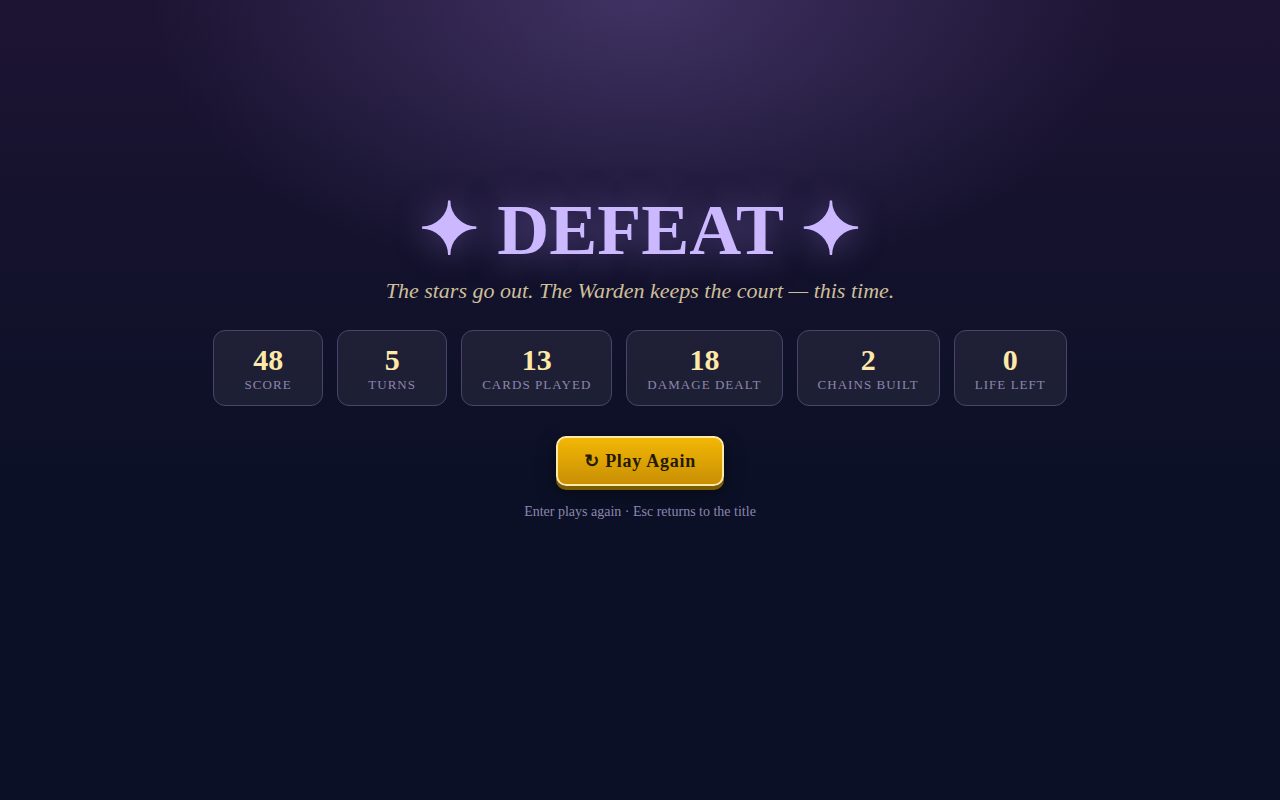 ✦ DEFEAT ✦
The stars go out. The Warden keeps the court — this time.
48 5 13 18 2 0
SCORE TURNS CARDS PLAYED DAMAGE DEALT CHAINS BUILT LIFE LEFT
↻ Play Again
Enter plays again · Esc returns to the title